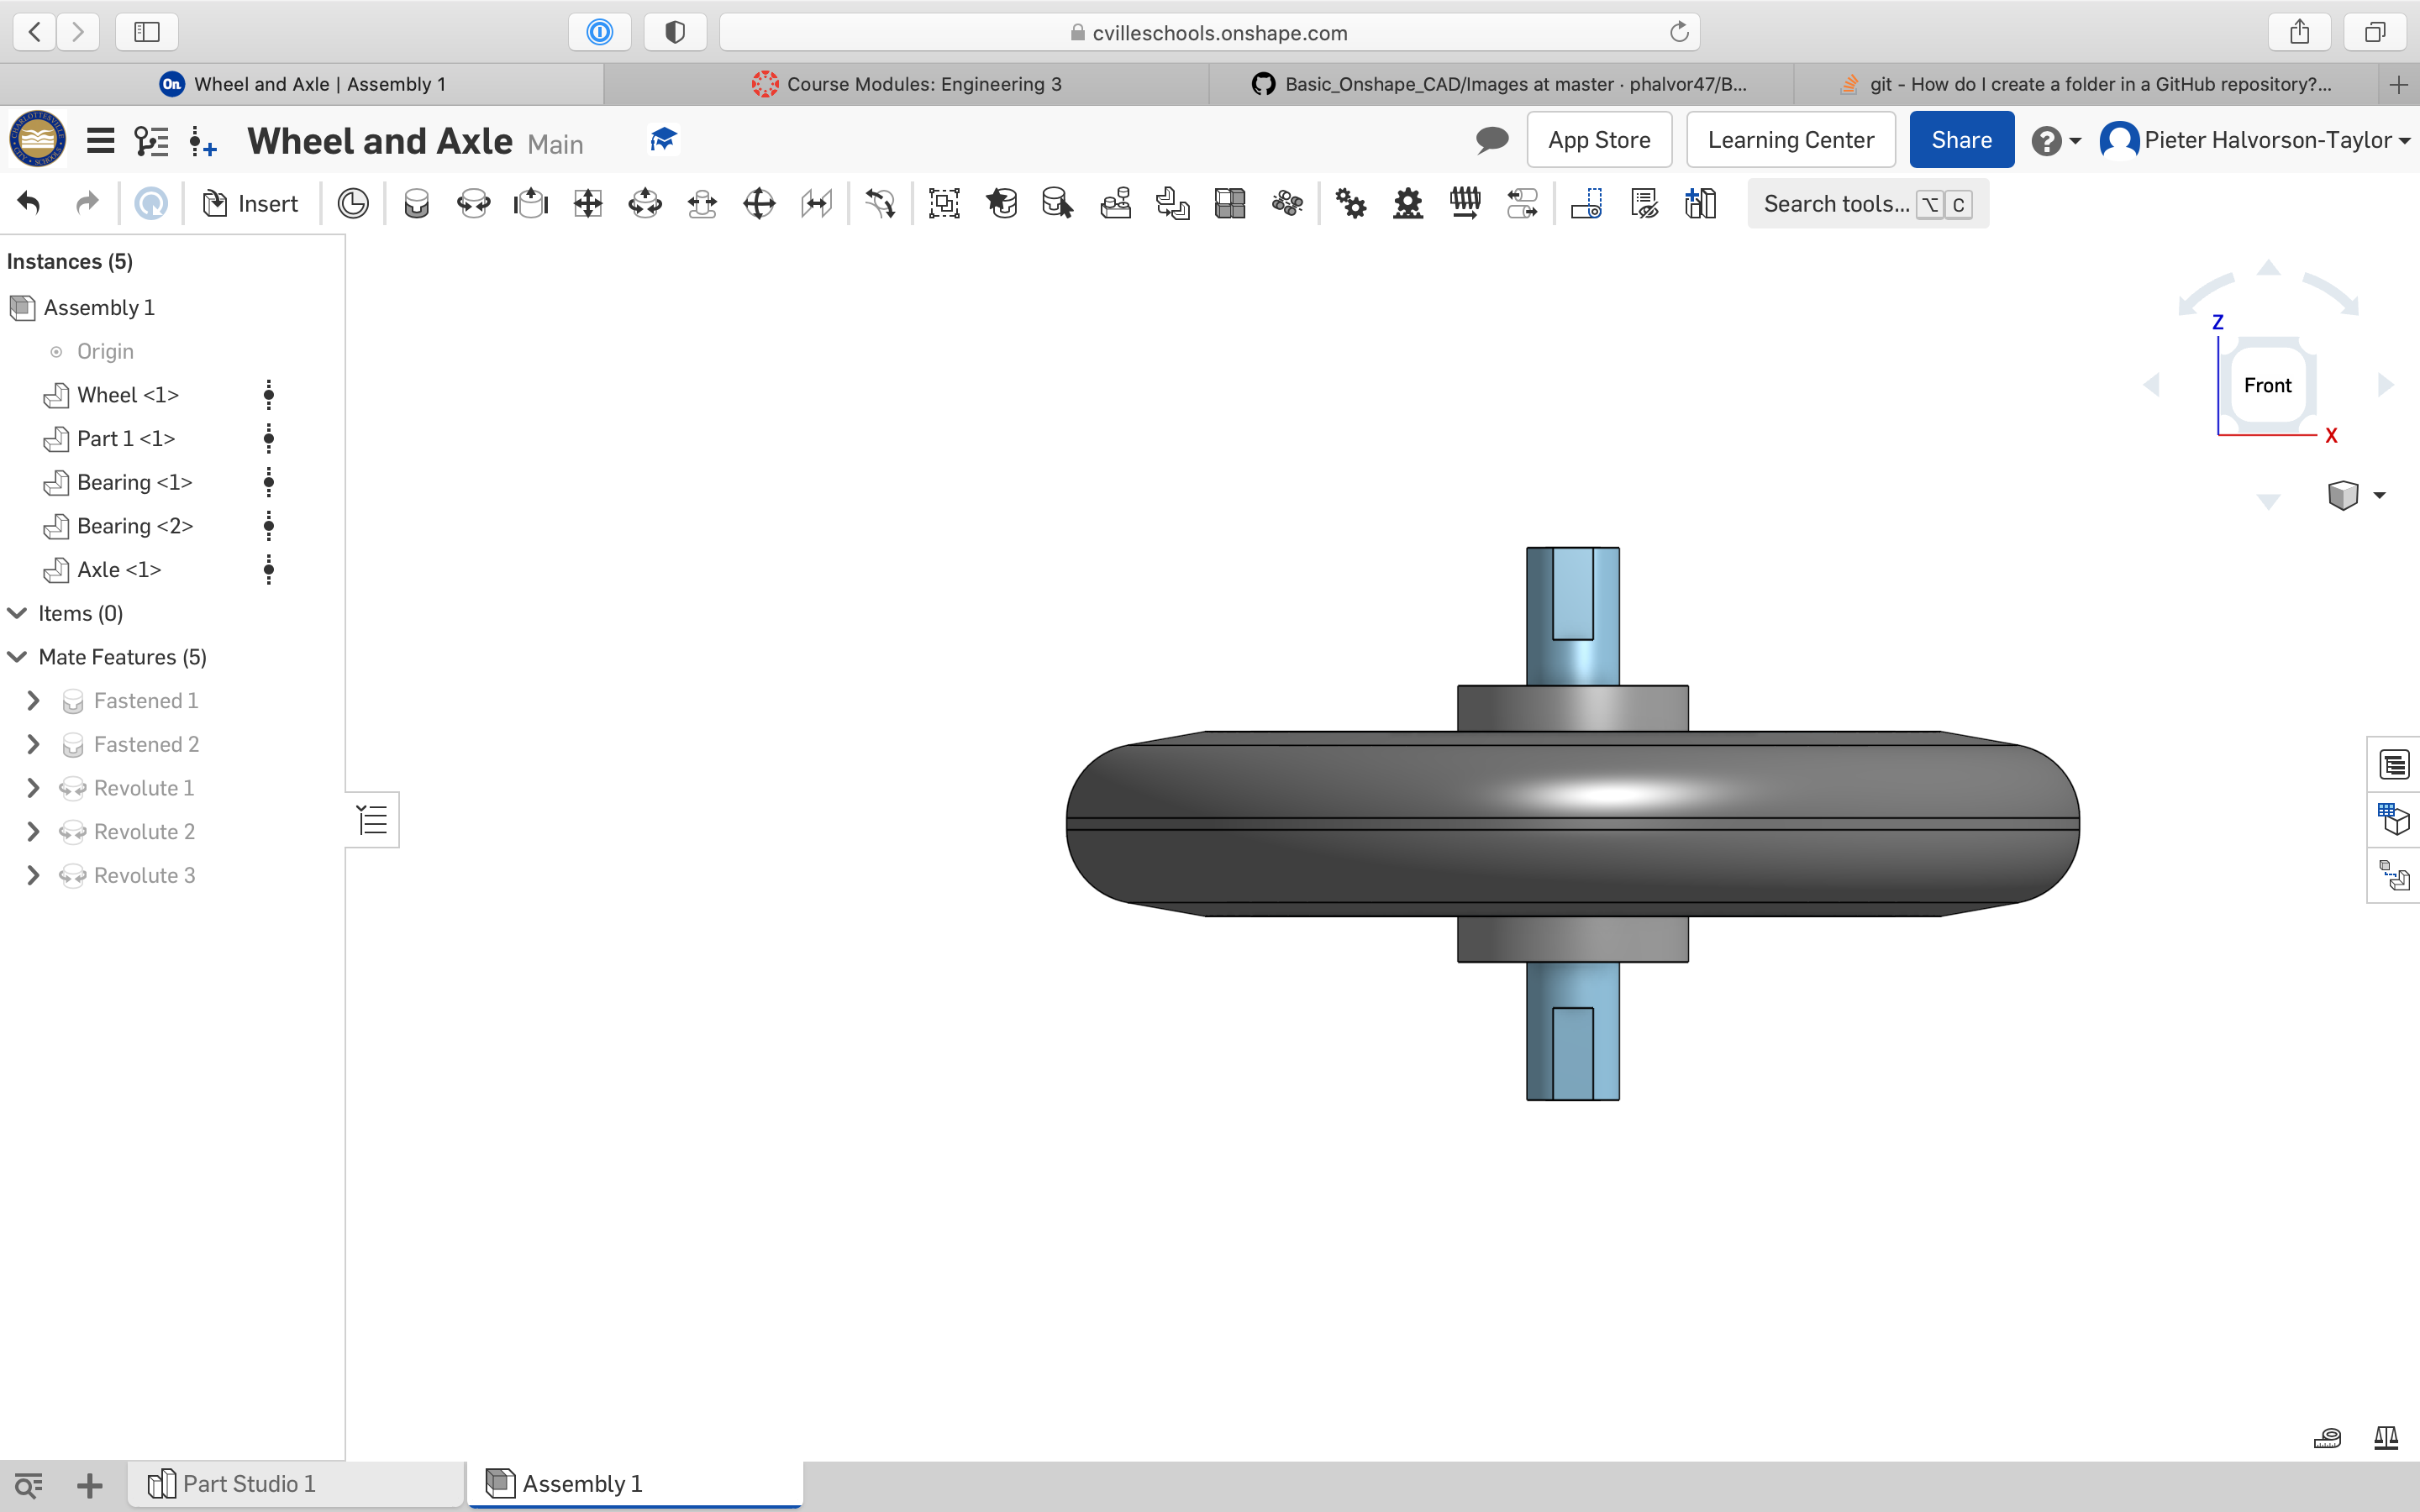 cvilleschools.onshape.com
On Wheel and Axle | Assembly 1
Course Modules: Engineering 3
Basic_Onshape_CAD/Images at master · phalvor47/B...
git - How do I create a folder in a GitHub repository?...
Wheel and Axle Main
App Store
Learning Center
Share
Pieter Halvorson-Taylor
Insert
Search tools... ⌥ C
Instances (5)
Assembly 1
Origin
Wheel <1>
Part 1 <1>
Bearing <1>
Bearing <2>
Axle <1>
Items (0)
Mate Features (5)
Fastened 1
Fastened 2
Revolute 1
Revolute 2
Revolute 3
Z
Front
X
Part Studio 1
Assembly 1